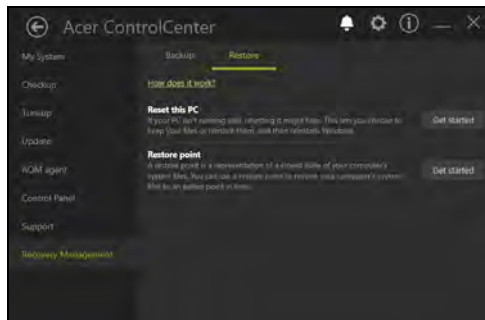 Acer ControlCenter
My System
Backup
Restore
Checkup
How does it work?
Tuneup
Reset this PC
If your PC isn't running well, resetting it might help. This lets you choose to
keep your files or remove them, and then reinstalls Windows.
Get started
Update
Restore point
A restore point is a representation of a stored state of your computer's
system files. You can use a restore point to restore your computer's system
files to an earlier point in time.
Get started
AOM agent
Control Panel
Support
Recovery Management